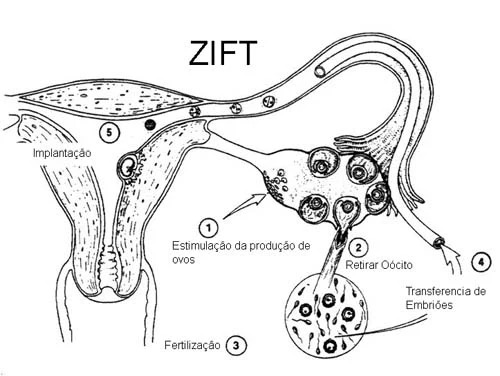 ZIFT
5
Implantação
1
Estimulação da produção de
ovos
2
Retirar Oócito
4
Transferencia de
Embriões
Fertilização 3